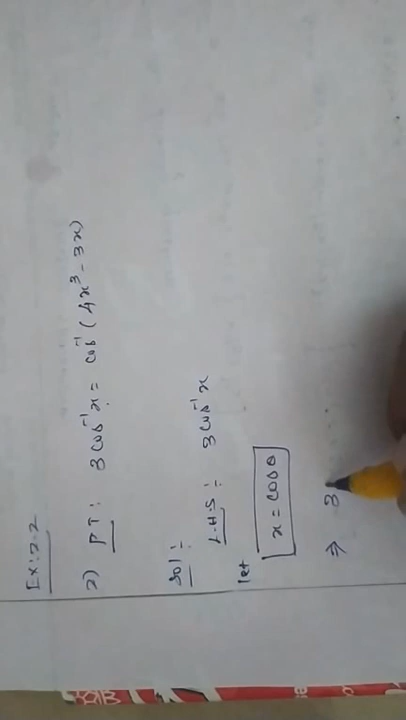 Ex: 2.2
2) PT: 3cos⁻¹x = cos⁻¹(4x³-3x)
Sol:
L.H.S: 3cos⁻¹x
let
x = cosθ
⇒ 3